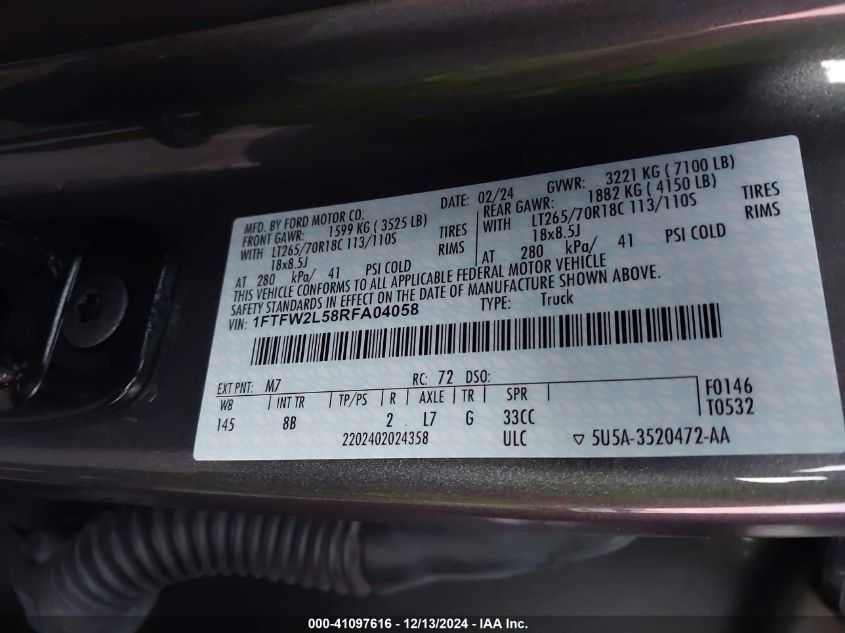 MFD. BY FORD MOTOR CO.
DATE: 02/24 GVWR: 3221 KG ( 7100 LB)
FRONT GAWR: 1599 KG ( 3525 LB) REAR GAWR: 1882 KG ( 4150 LB)
WITH LT265/70R18C 113/110S TIRES WITH LT265/70R18C 113/110S TIRES
18x8.5J RIMS 18x8.5J RIMS
AT 280 kPa/ 41 PSI COLD AT 280 kPa/ 41 PSI COLD
THIS VEHICLE CONFORMS TO ALL APPLICABLE FEDERAL MOTOR VEHICLE
SAFETY STANDARDS IN EFFECT ON THE DATE OF MANUFACTURE SHOWN ABOVE.
VIN: 1FTFW2L58RFA04058 TYPE: Truck
EXT PNT: M7 RC: 72 DSO:
WB INT TR TP/PS R AXLE TR SPR F0146
145 8B 2 L7 G 33CC T0532
2202402024358 ULC ▽ 5U5A-3520472-AA
000-41097616 - 12/13/2024 - IAA Inc.